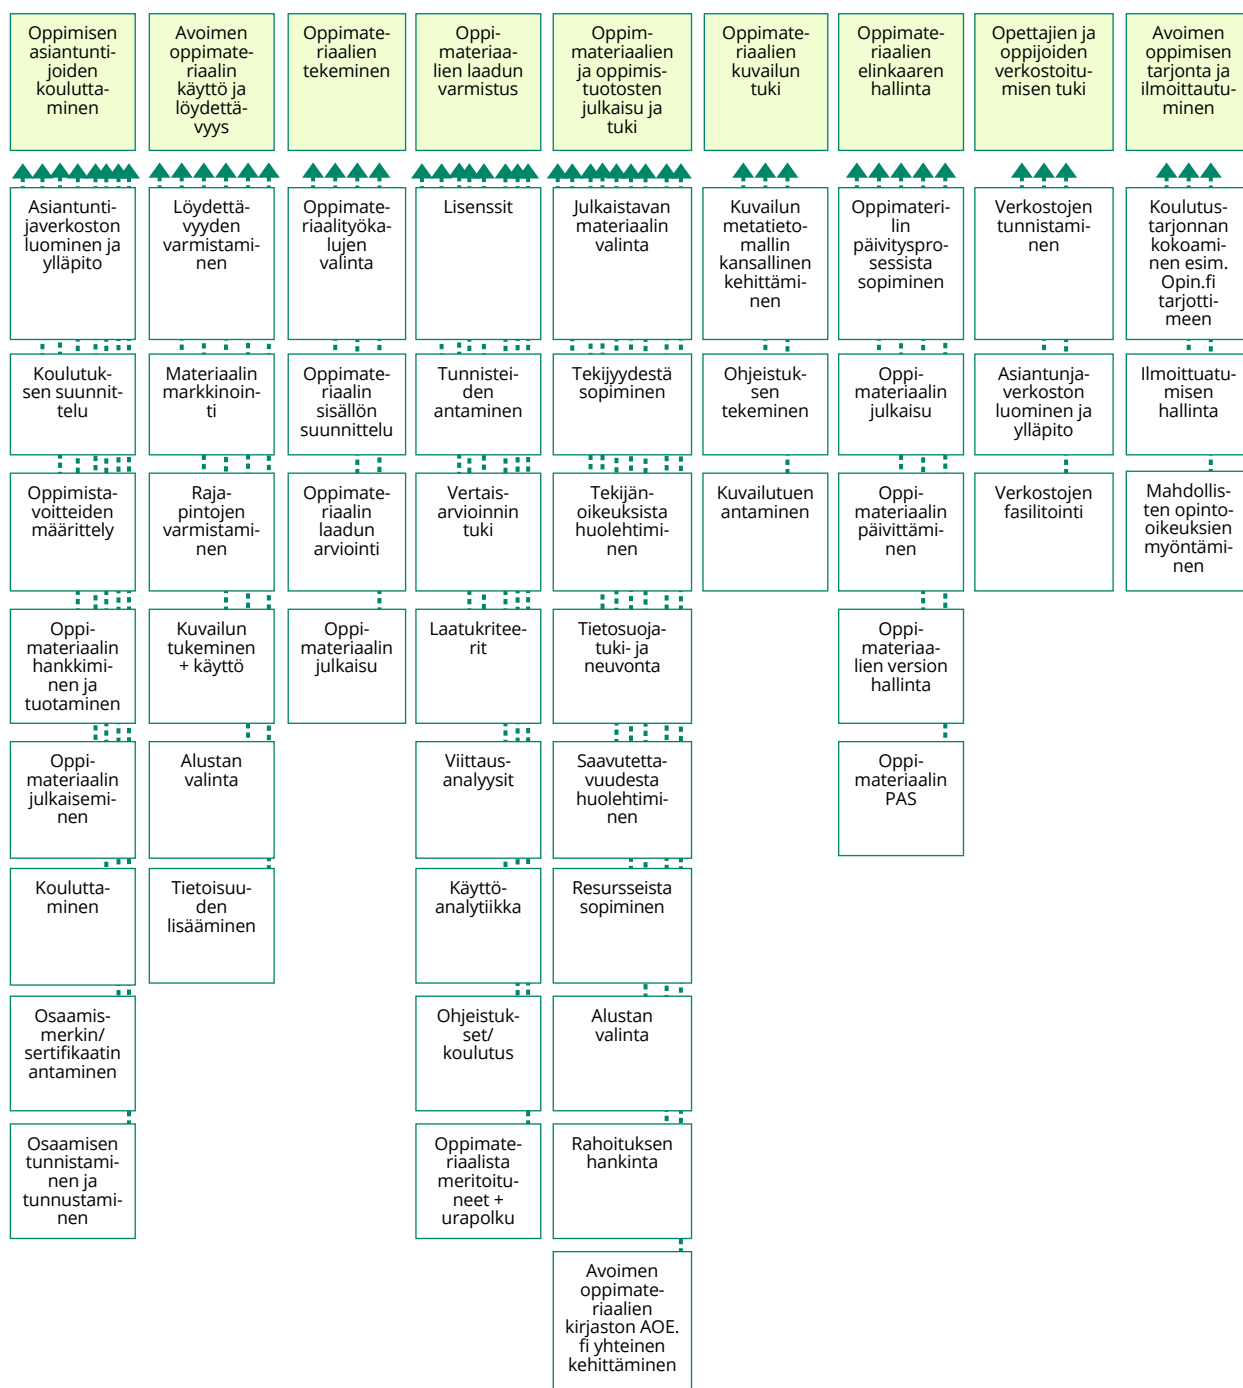 Oppimisen
asiantunti-
joiden
kouluttа-
minen
Avoimen
oppimate-
riaalin
käyttö ja
löydettä-
vyys
Oppimate-
riaalien
tekeminen
Oppi-
materiaa-
lien laadun
varmistus
Oppim-
materiaalien
ja oppimis-
tuotosten
julkaisu ja
tuki
Oppimate-
riaalien
kuvailun
tuki
Oppimate-
riaalien
elinkaaren
hallinta
Opettajien ja
oppijoiden
verkostoitu-
misen tuki
Avoimen
oppimisen
tarjonta ja
ilmoittautu-
minen
Asiantunti-
javerkoston
luominen ja
ylläpito
Löydettä-
vyyden
varmistami-
nen
Oppimate-
riaalityöka-
lujen
valinta
Lisenssit
Julkaistavan
materiaalin
valinta
Kuvailun
metatieto-
mallin
kansallinen
kehittämi-
nen
Oppimateri-
lin
päivityspro-
sessista
sopiminen
Verkostojen
tunnistami-
nen
Koulutus-
tarjonnan
kokoami-
nen esim.
Opin.fi
tarjotti-
meen
Koulutuk-
sen suunnit-
telu
Materiaalin
markkinoin-
ti
Oppimate-
riaalin
sisällön
suunnittelu
Tunnistei-
den
antaminen
Tekijyydestä
sopiminen
Ohjeistuk-
sen
tekeminen
Oppi-
materiaalin
julkaisu
Asiantunja-
verkoston
luominen ja
ylläpito
Ilmoittuatu-
misen
hallinta
Oppimista-
voitteiden
määrittely
Raja-
pintojen
varmistami-
nen
Oppimate-
riaalin
laadun
arviointi
Vertais-
arvioinnin
tuki
Tekijän-
oikeuksista
huolehtimi-
nen
Kuvailutuen
antaminen
Oppi-
materiaalin
päivittämi-
nen
Verkostojen
fasilitointi
Mahdollis-
ten opinto-
oikeuksien
myöntämi-
nen
Oppi-
materiaalin
hankkimi-
nen ja
tuotaminen
Kuvailun
tukeminen
+ käyttö
Oppi-
materiaalin
julkaisu
Laatukritee-
rit
Tietosuoja-
tuki- ja
neuvonta
Oppi-
materiaa-
lien version
hallinta
Oppi-
materiaalin
julkaisemi-
nen
Alustan
valinta
Viittaus-
analyysit
Saavutetta-
vuudesta
huolehtimi-
nen
Oppi-
materiaalin
PAS
Kouluttа-
minen
Tietoisuu-
den
lisääminen
Käyttö-
analytiikka
Resursseista
sopiminen
Osaamis-
merkin/
sertifikaatin
antaminen
Ohjeistuk-
set/
koulutus
Alustan
valinta
Osaamisen
tunnistami-
nen ja
tunnustami-
nen
Oppimate-
riaalista
meritoitu-
neet +
urapolku
Rahoituksen
hankinta
Avoimen
oppimate-
riaalien
kirjaston AOE.
fi yhteinen
kehittäminen